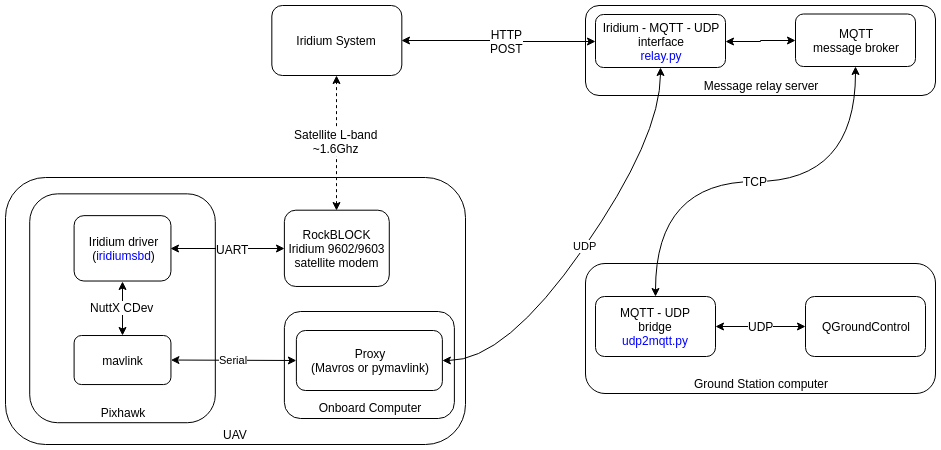 Iridium System
HTTP
POST
Iridium - MQTT - UDP
interface
relay.py
MQTT
message broker
Message relay server
Satellite L-band
~1.6Ghz
TCP
UDP
Iridium driver
(iridiumsbd)
UART
RockBLOCK
Iridium 9602/9603
satellite modem
NuttX CDev
mavlink
Serial
Proxy
(Mavros or pymavlink)
Onboard Computer
Pixhawk
UAV
MQTT - UDP
bridge
udp2mqtt.py
UDP
QGroundControl
Ground Station computer